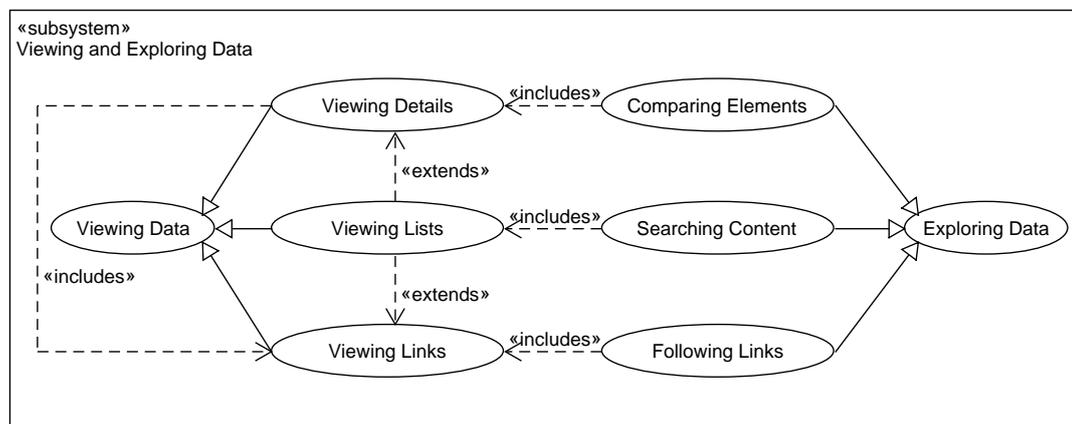 «subsystem»
Viewing and Exploring Data
Viewing Details
«includes»
Comparing Elements
«extends»
Viewing Data
Viewing Lists
«includes»
Searching Content
Exploring Data
«includes»
«extends»
Viewing Links
«includes»
Following Links